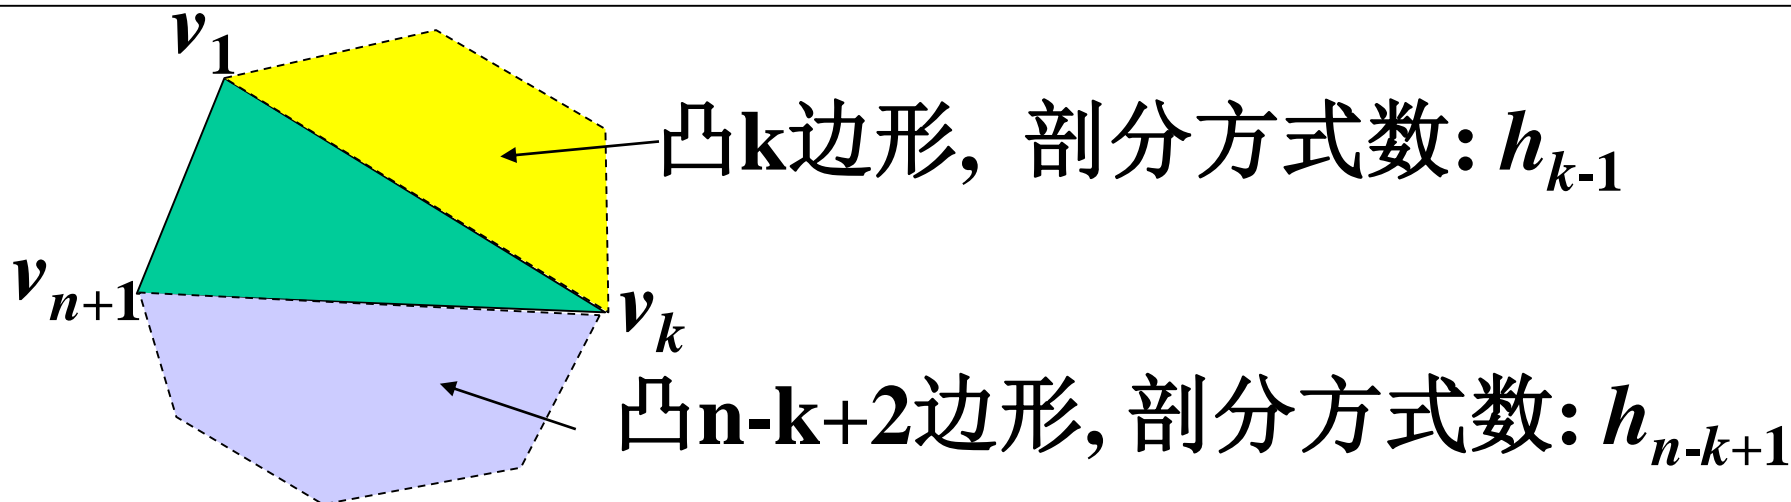 v₁
凸k边形, 剖分方式数: hₖ₋₁
vₙ₊₁
vₖ
凸n-k+2边形, 剖分方式数: hₙ₋ₖ₊₁